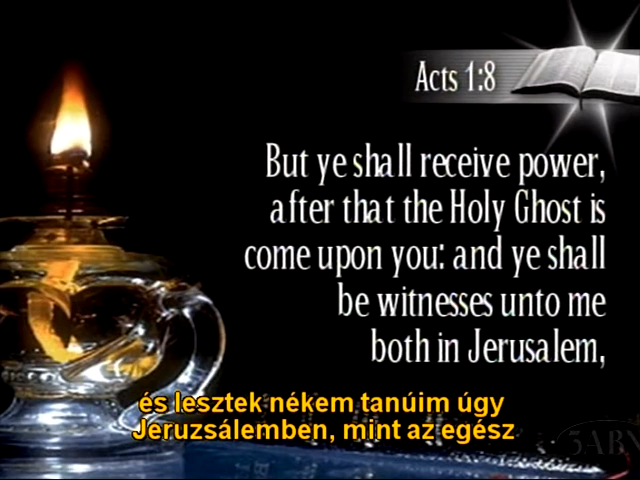 Acts 1:8
But ye shall receive power,
after that the Holy Ghost is
come upon you: and ye shall
be witnesses unto me
both in Jerusalem,
és lesztek nékem tanúim úgy
Jeruzsálemben, mint az egész
3ABN